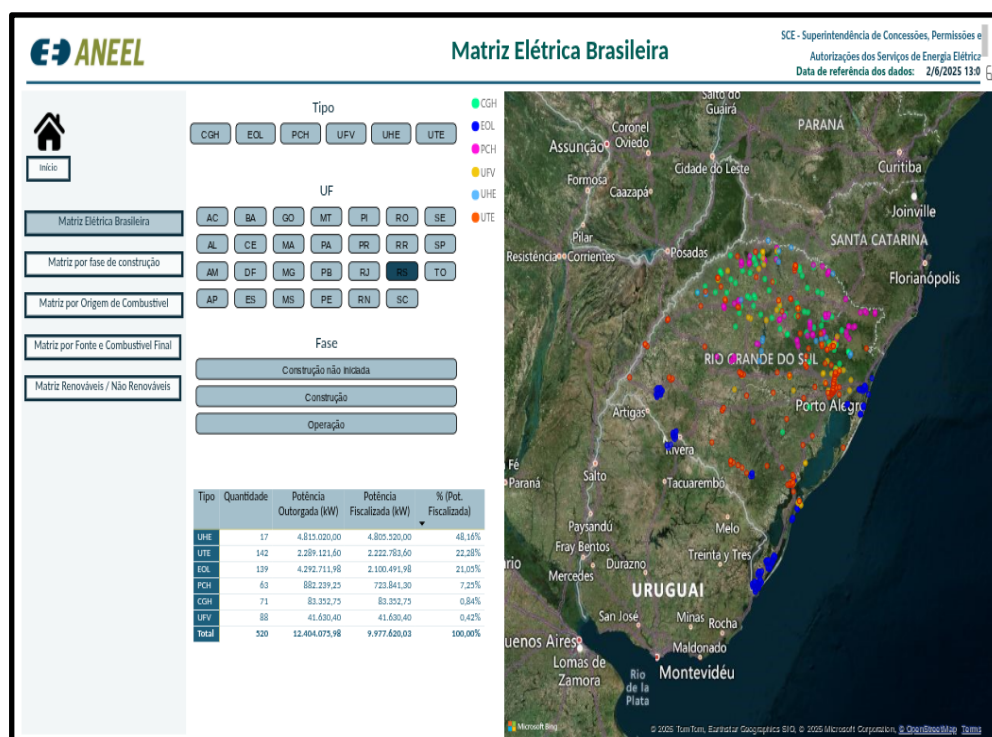 ANEEL
Matriz Elétrica Brasileira
SCE - Superintendência de Concessões, Permissões e
Autorizações dos Serviços de Energia Elétrica
Data de referência dos dados: 2/6/2025 13:0
Início
Matriz Elétrica Brasileira
Matriz por fase de construção
Matriz por Origem de Combustível
Matriz por Fonte e Combustível Final
Matriz Renováveis / Não Renováveis
Tipo
CGH EOL PCH UFV UHE UTE
UF
AC BA GO MT PI RO SE
AL CE MA PA PR RR SP
AM DF MG PB RJ RS TO
AP ES MS PE RN SC
Fase
Construção não iniciada
Construção
Operação
Tipo Quantidade Potência Outorgada (kW) Potência Fiscalizada (kW) % (Pot. Fiscalizada)
UHE 17 4.815.020,00 4.805.520,00 48,16%
UTE 142 2.289.121,60 2.222.783,60 22,28%
EOL 139 4.292.711,98 2.100.491,98 21,05%
PCH 63 882.239,25 723.841,30 7,25%
CGH 71 83.352,75 83.352,75 0,84%
UFV 88 41.630,40 41.630,40 0,42%
Total 520 12.404.075,98 9.977.620,03 100,00%
CGH
EOL
PCH
UFV
UHE
UTE
Salto do
Guairá
PARANÁ
Coronel
Oviedo
Assunção
Cidade do Leste
Curitiba
Formosa
Caazapá
Joinville
Pilar
SANTA CATARINA
Resistência
Corrientes
Posadas
Florianópolis
RIO GRANDE DO SUL
Porto Alegre
Artigas
Rivera
Fé
Salto
Paraná
Tacuarembó
Paysandú
Melo
Fray Bentos
Treinta y Tres
Durazno
rio
Mercedes
URUGUAI
San José
Minas
Rocha
uenos Aires
Maldonado
Lomas de
Zamora
Montevidéu
Rio
de la
Plata
Microsoft Bing
© 2025 TomTom, Earthstar Geographics SIO, © 2025 Microsoft Corporation, © OpenStreetMap Terms